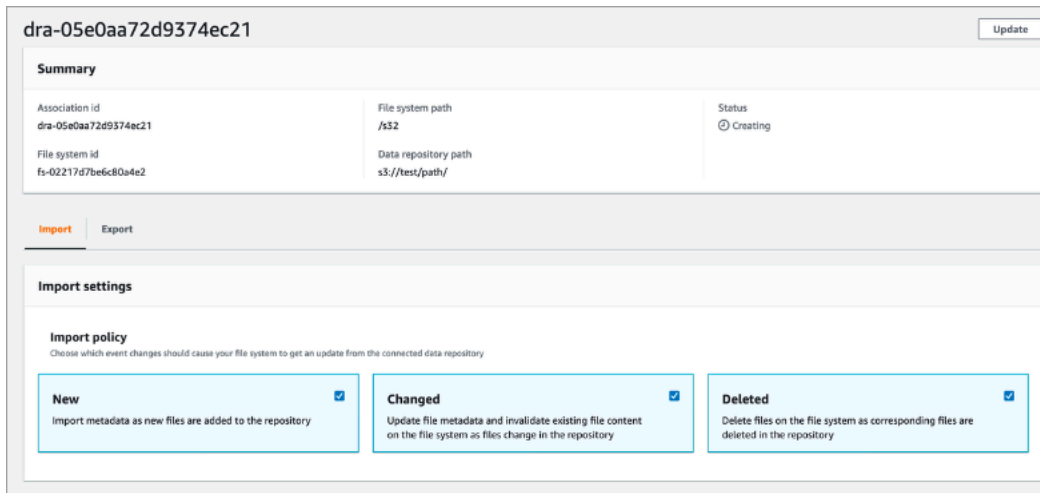 dra-05e0aa72d9374ec21
Update
Summary
Association id
dra-05e0aa72d9374ec21
File system id
fs-02217d7be6c80a4e2
File system path
/s32
Data repository path
s3://test/path/
Status
Creating
Import
Export
Import settings
Import policy
Choose which event changes should cause your file system to get an update from the connected data repository
New
Import metadata as new files are added to the repository
Changed
Update file metadata and invalidate existing file content
on the file system as files change in the repository
Deleted
Delete files on the file system as corresponding files are
deleted in the repository